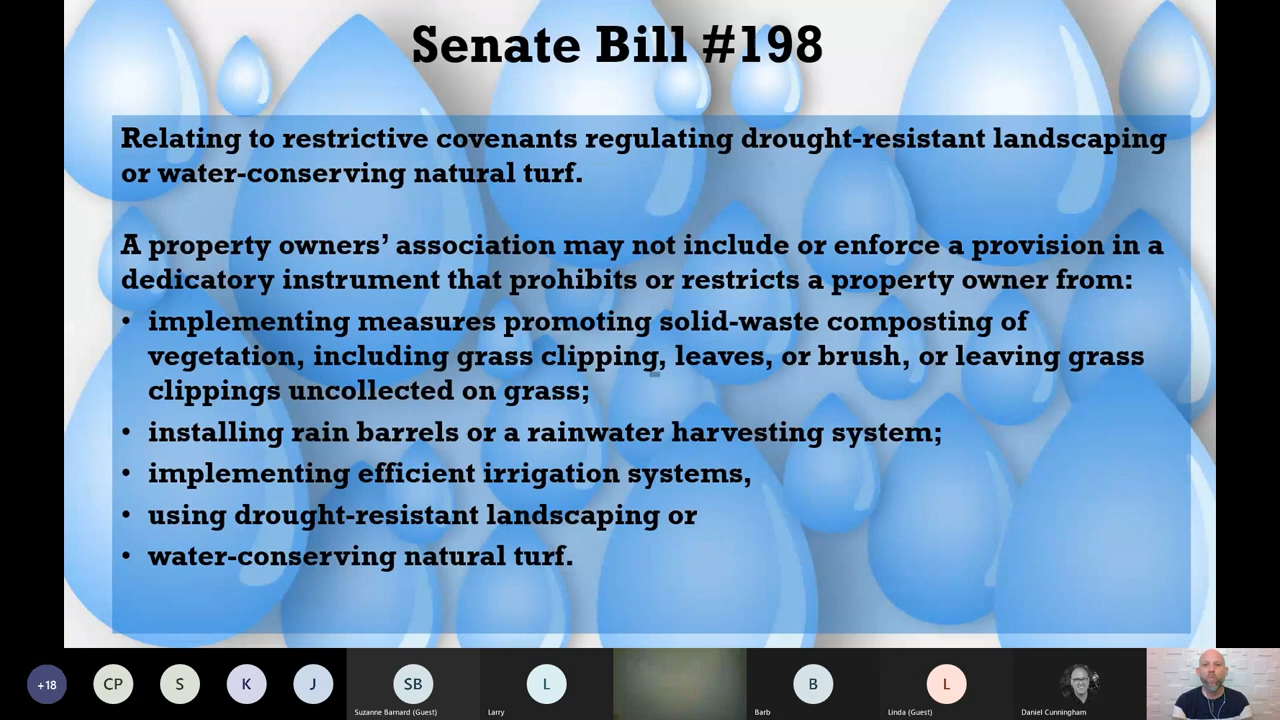 Senate Bill #198
Relating to restrictive covenants regulating drought-resistant landscaping
or water-conserving natural turf.
A property owners’ association may not include or enforce a provision in a
dedicatory instrument that prohibits or restricts a property owner from:
• implementing measures promoting solid-waste composting of
vegetation, including grass clipping, leaves, or brush, or leaving grass
clippings uncollected on grass;
• installing rain barrels or a rainwater harvesting system;
• implementing efficient irrigation systems,
• using drought-resistant landscaping or
• water-conserving natural turf.
+18 CP S K J SB L B L
Suzanne Barnard (Guest) Larry Barb Linda (Guest) Daniel Cunningham